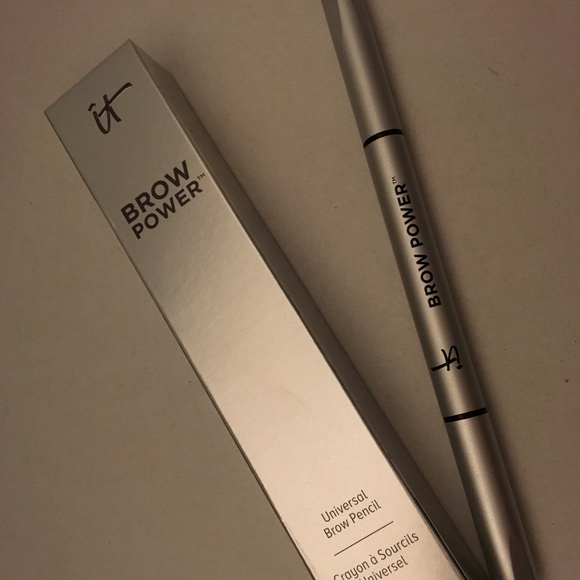 it
BROW
POWER™
Universal
Brow Pencil
Crayon à Sourcils
Universel
BROW POWER™
it